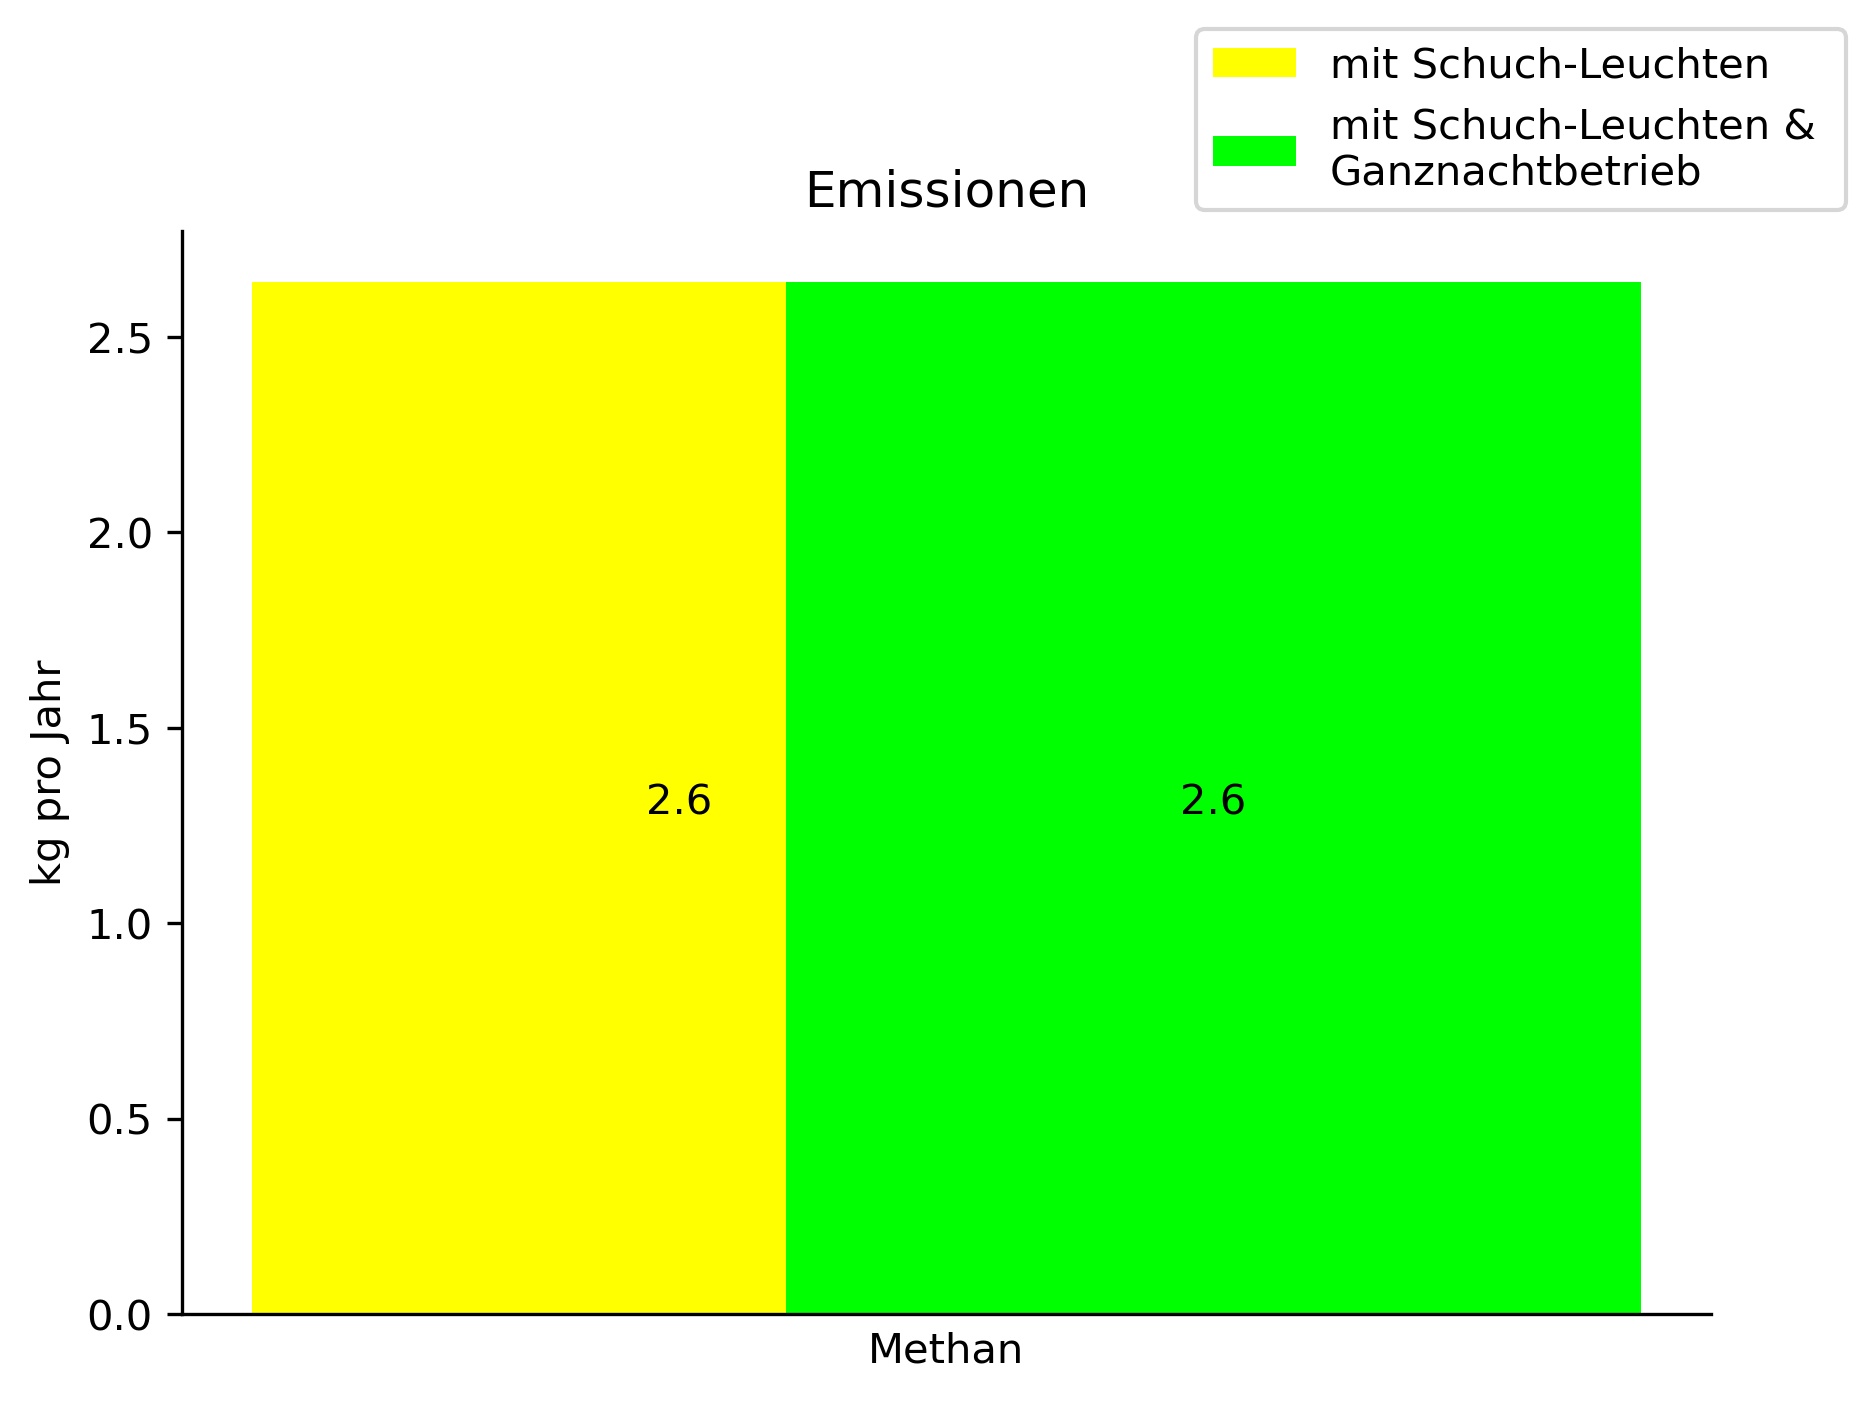 mit Schuch-Leuchten
mit Schuch-Leuchten &
Ganznachtbetrieb
Emissionen
kg pro Jahr
2.5
2.0
1.5
1.0
0.5
0.0
2.6
2.6
Methan